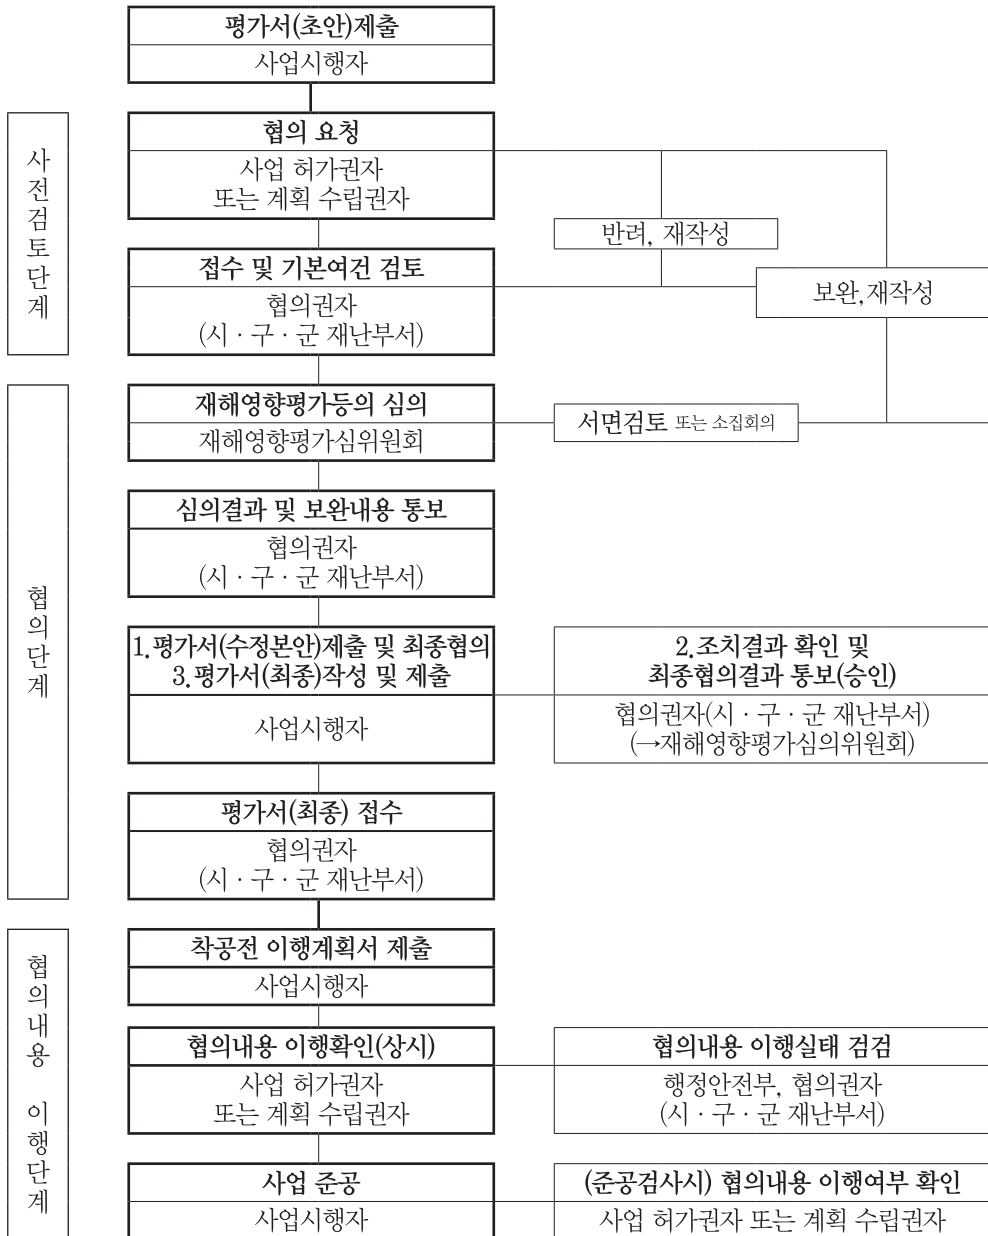 평가서(초안)제출
사업시행자
사전검토단계
협의 요청
사업 허가권자
또는 계획 수립권자
반려, 재작성
접수 및 기본여건 검토
협의권자
(시·구·군 재난부서)
보완,재작성
협의단계
재해영향평가등의 심의
재해영향평가심위원회
서면검토 또는 소집회의
심의결과 및 보완내용 통보
협의권자
(시·구·군 재난부서)
1.평가서(수정본안)제출 및 최종협의
3.평가서(최종)작성 및 제출
사업시행자
2.조치결과 확인 및
최종협의결과 통보(승인)
협의권자(시·구·군 재난부서)
(→재해영향평가심의위원회)
평가서(최종) 접수
협의권자
(시·구·군 재난부서)
협의내용 이행단계
착공전 이행계획서 제출
사업시행자
협의내용 이행확인(상시)
사업 허가권자
또는 계획 수립권자
협의내용 이행실태 검검
행정안전부, 협의권자
(시·구·군 재난부서)
사업 준공
사업시행자
(준공검사시) 협의내용 이행여부 확인
사업 허가권자 또는 계획 수립권자